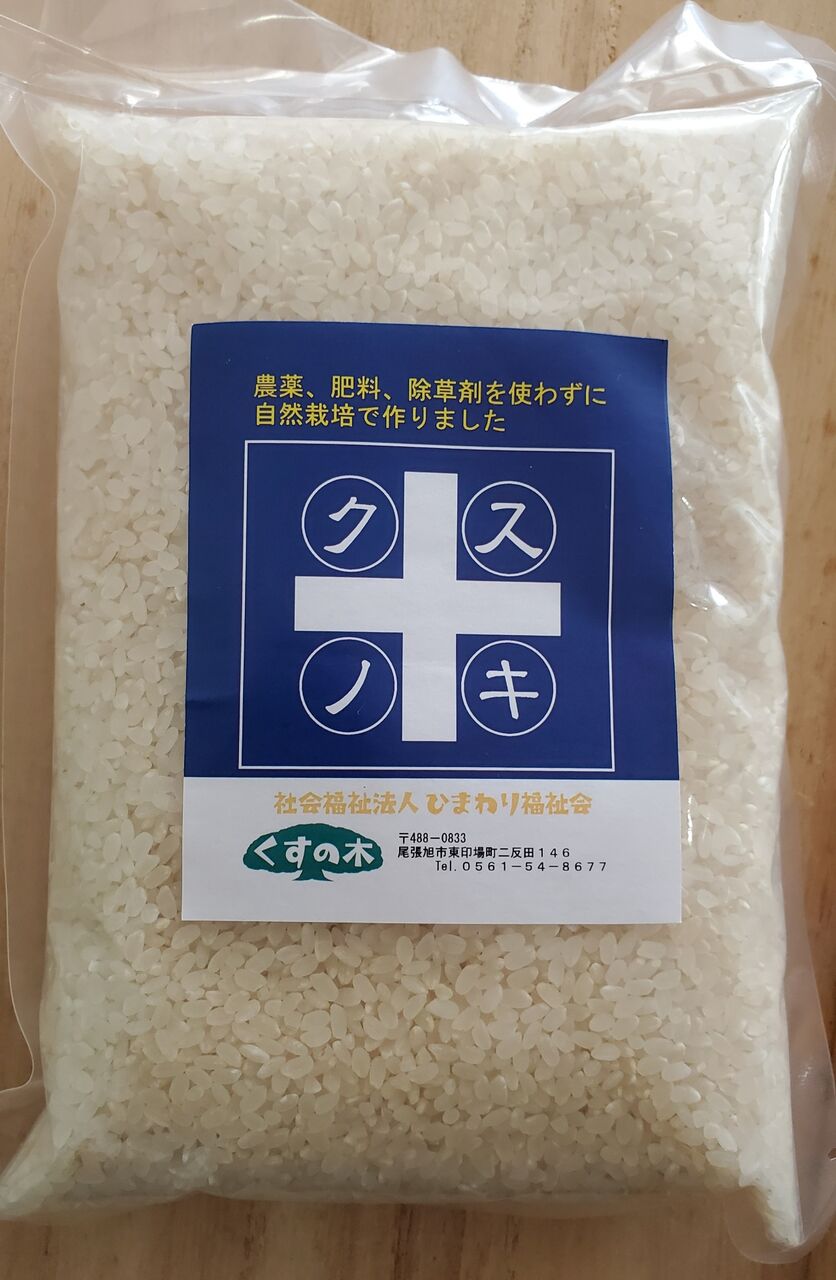 農薬、肥料、除草剤を使わずに
自然栽培で作りました
クス
ノキ
社会福祉法人ひまわり福祉会
くすの木
〒488-0833
尾張旭市東印場町二反田146
Tel.0561-54-8677